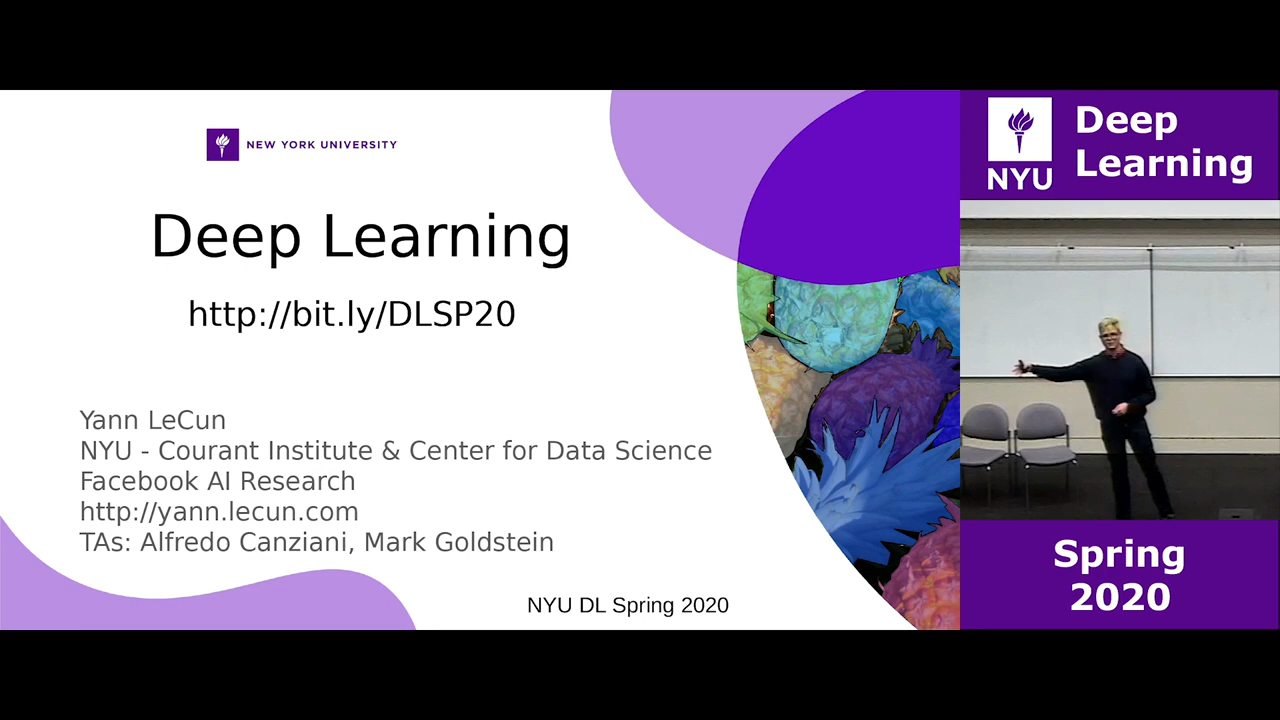 NEW YORK UNIVERSITY
Deep Learning
http://bit.ly/DLSP20
Yann LeCun
NYU - Courant Institute & Center for Data Science
Facebook AI Research
http://yann.lecun.com
TAs: Alfredo Canziani, Mark Goldstein
NYU DL Spring 2020
NYU
Deep
Learning
Spring
2020